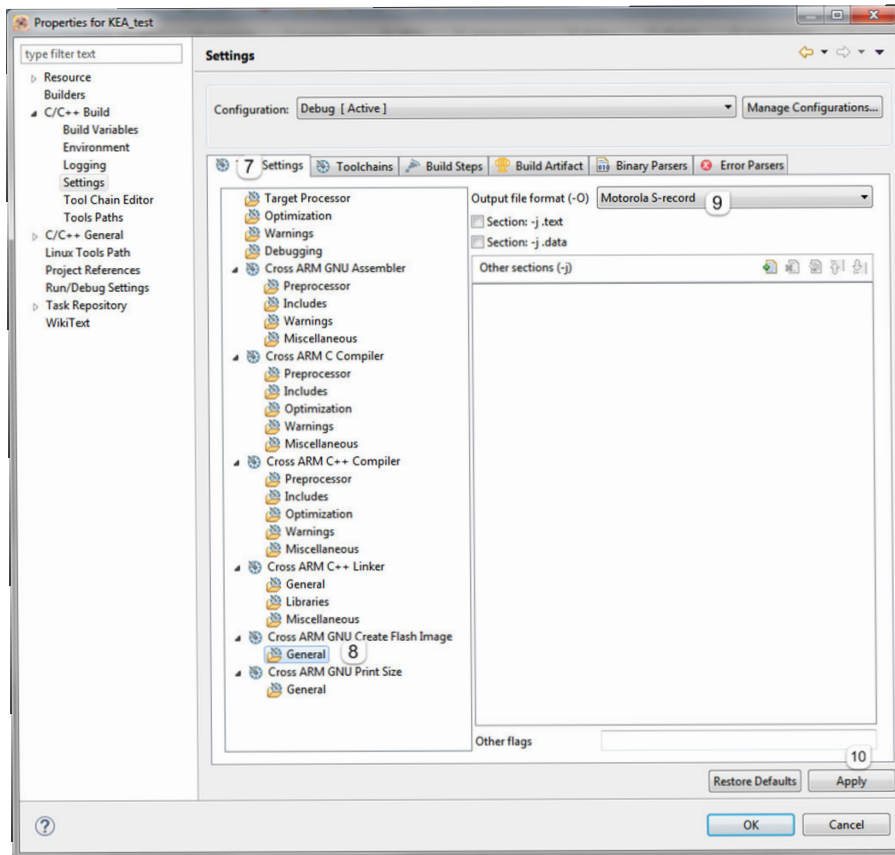 Properties for KEA_test
type filter text
Resource
Builders
C/C++ Build
Build Variables
Environment
Logging
Settings
Tool Chain Editor
Tools Paths
C/C++ General
Linux Tools Path
Project References
Run/Debug Settings
Task Repository
WikiText
Settings
Configuration: Debug [ Active ] Manage Configurations...
7 Settings Toolchains Build Steps Build Artifact Binary Parsers Error Parsers
Target Processor
Optimization
Warnings
Debugging
Cross ARM GNU Assembler
Preprocessor
Includes
Warnings
Miscellaneous
Cross ARM C Compiler
Preprocessor
Includes
Optimization
Warnings
Miscellaneous
Cross ARM C++ Compiler
Preprocessor
Includes
Optimization
Warnings
Miscellaneous
Cross ARM C++ Linker
General
Libraries
Miscellaneous
Cross ARM GNU Create Flash Image
General 8
Cross ARM GNU Print Size
General
Output file format (-O) Motorola S-record 9
Section: -j .text
Section: -j .data
Other sections (-j)
Other flags
10
Restore Defaults Apply
OK Cancel